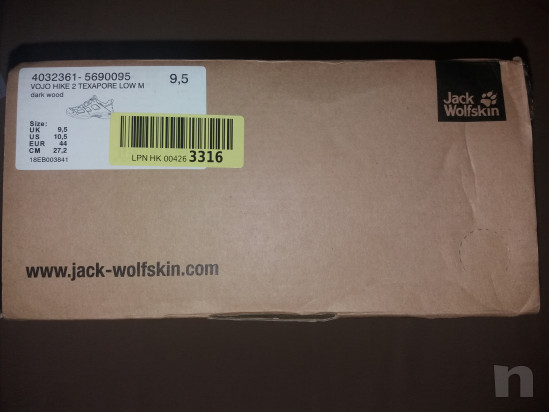 4032361- 5690095 9,5
VOJO HIKE 2 TEXAPORE LOW M
dark wood
Size:
UK 9,5
US 10,5
EUR 44
CM 27,2
18EB003841
LPN HK 00426 3316
Jack
Wolfskin
www.jack-wolfskin.com
n